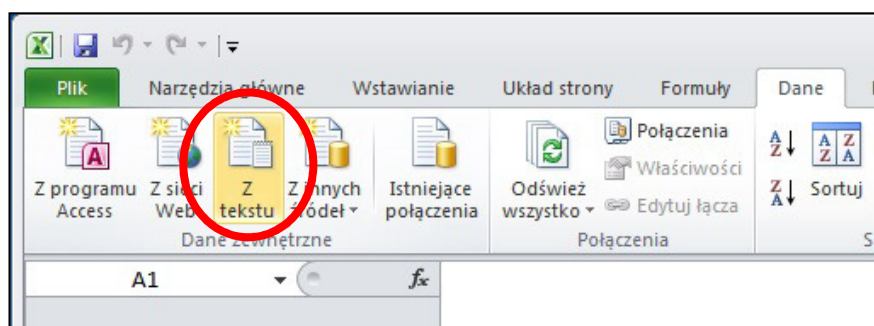 Plik Narzędzia główne Wstawianie Układ strony Formuły Dane
Z programu Access
Z sieci Web
Z tekstu
Z innych źródeł
Istniejące połączenia
Dane zewnętrzne
Odśwież wszystko
Połączenia
Właściwości
Edytuj łącza
Połączenia
Sortuj
S
A1
fx